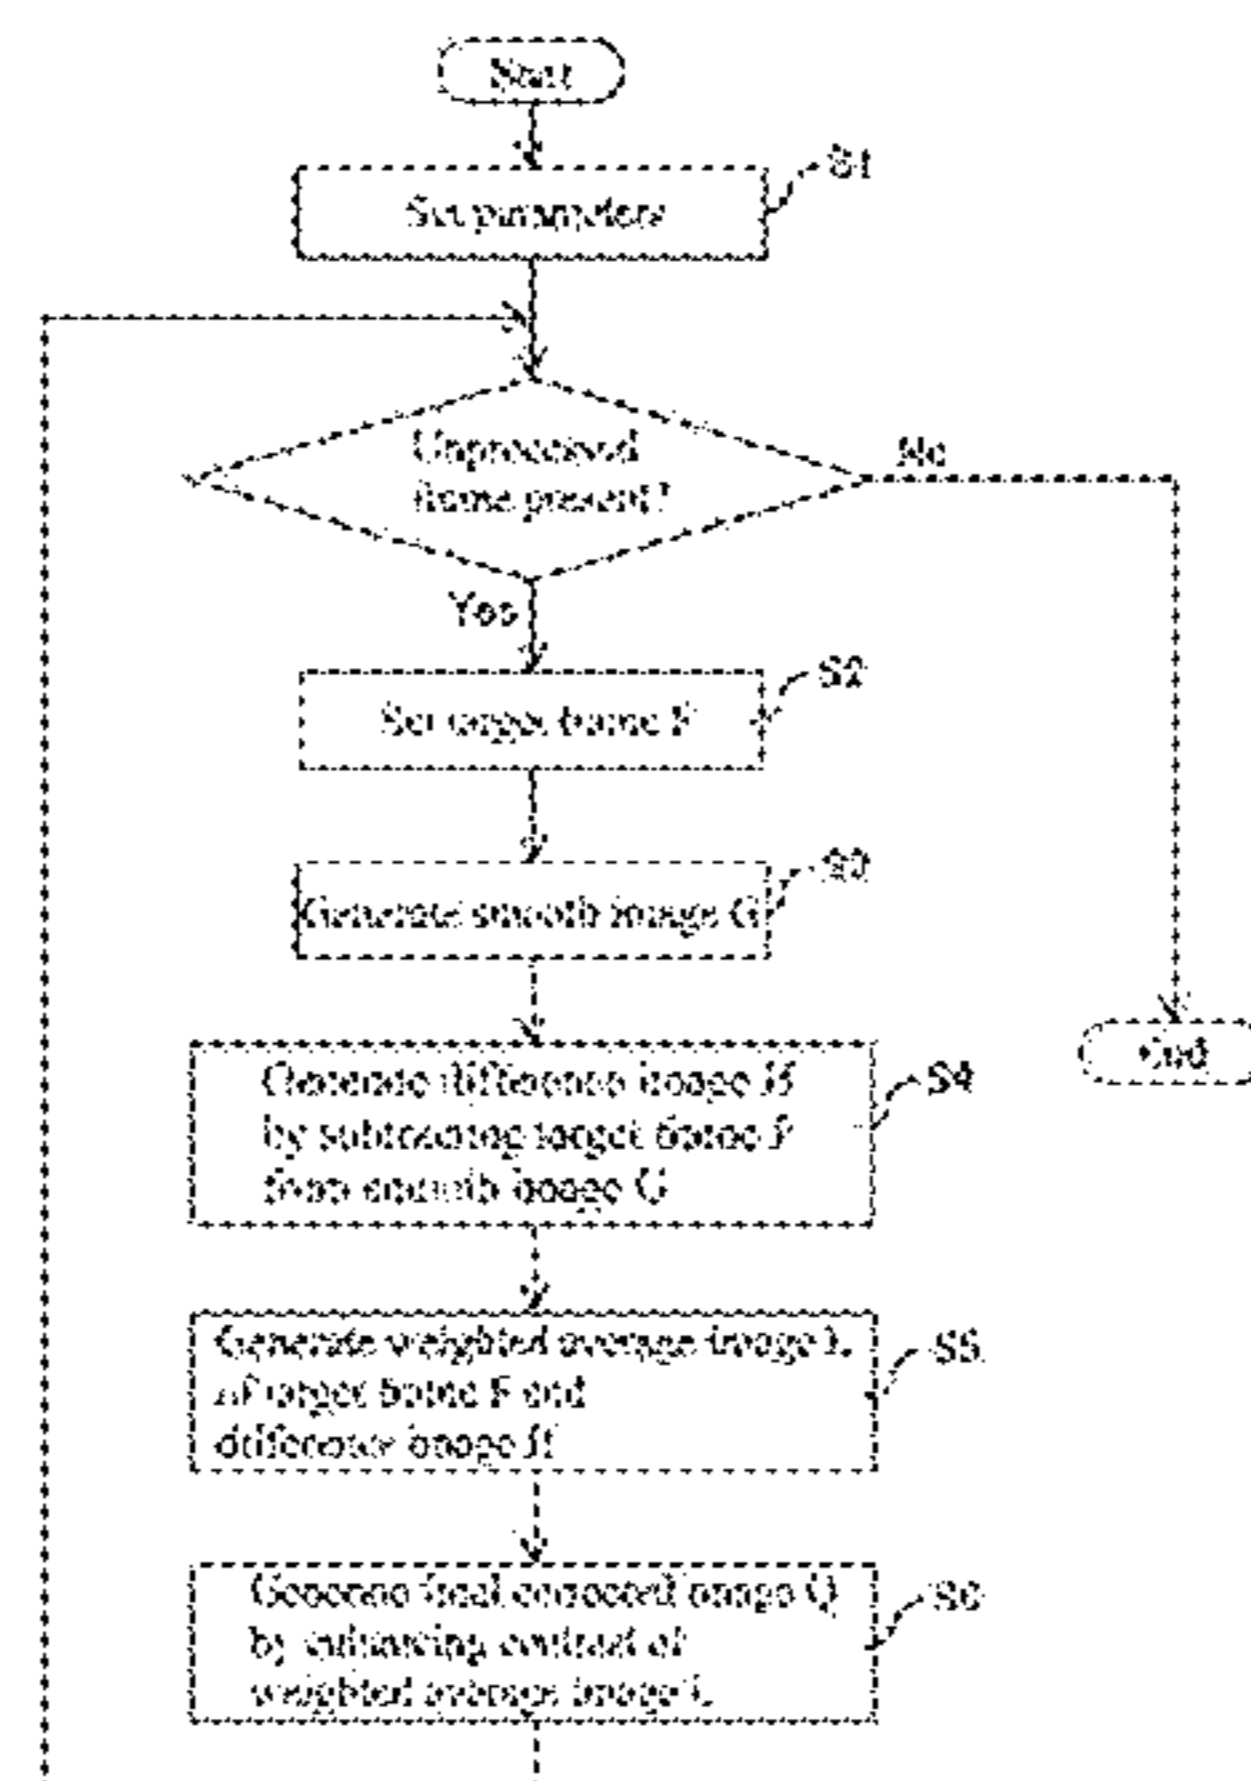 Start
S1
Set parameters
Unprocessed
frame present?
No
Yes
S2
Set target frame F
S3
Generate smooth image G
End
S4
Generate difference image H
by subtracting target frame F
from smooth image G
S5
Generate weighted average image L
of target frame F and
difference image H
S6
Generate final corrected image Q
by enhancing contrast of
weighted average image L